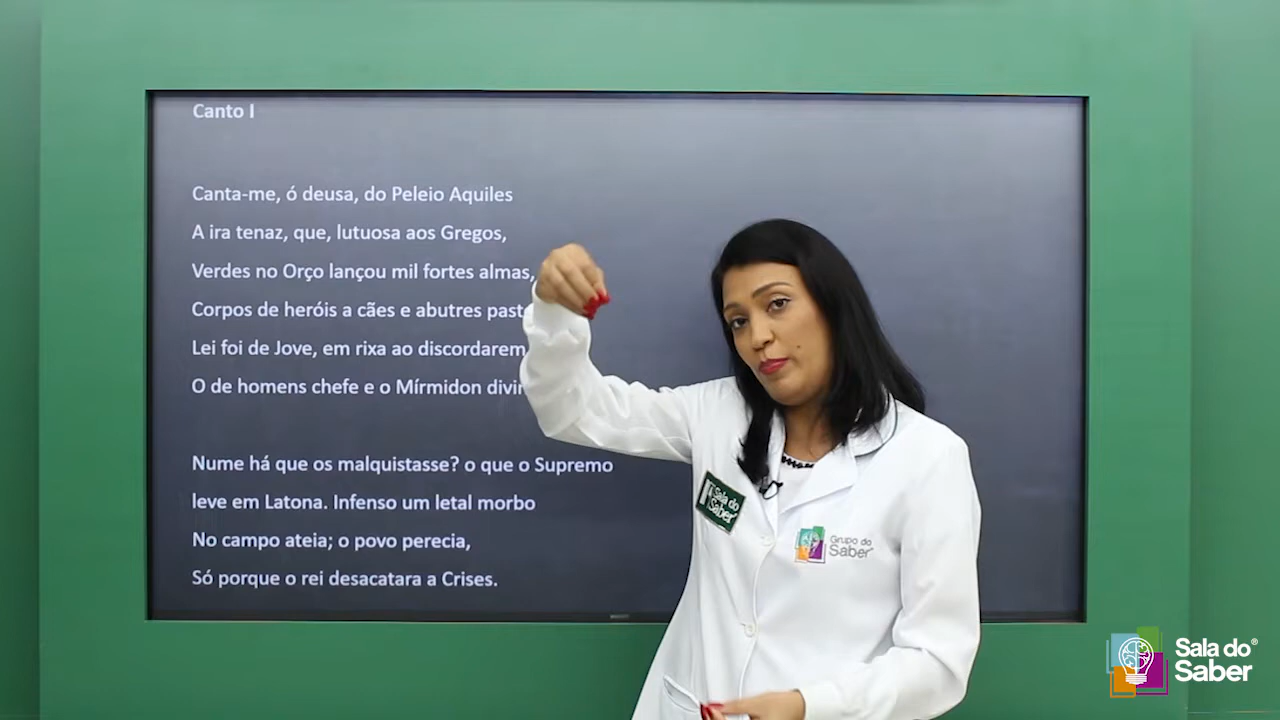 Canto I
Canta-me, ó deusa, do Peleio Aquiles
A ira tenaz, que, lutuosa aos Gregos,
Verdes no Orço lançou mil fortes almas,
Corpos de heróis a cães e abutres
Lei foi de Jove, em rixa ao discordarem
O de homens chefe e o Mírmidon
Nume há que os malquistasse? o que o Supremo
leve em Latona. Infenso um letal morbo
No campo ateia; o povo perecia,
Só porque o rei desacatara a Crises.
Sala do
Saber
Grupo do
Saber
Sala do®
Saber